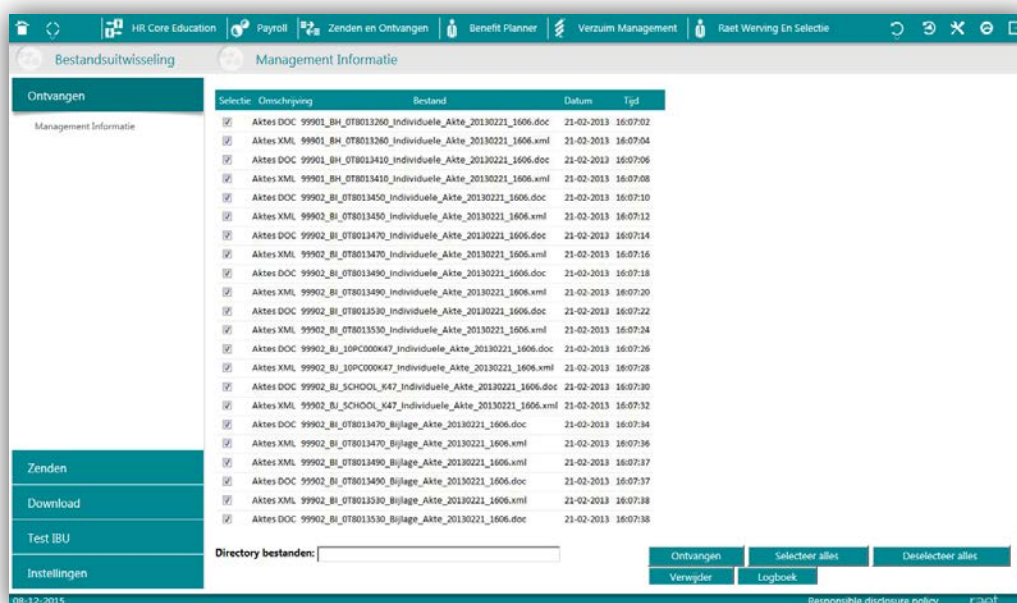 HR Core Education Payroll Zenden en Ontvangen Benefit Planner Verzuim Management Raet Werving En Selectie
Bestandsuitwisseling Management Informatie
Ontvangen
Management Informatie
Selectie Omschrijving Bestand Datum Tijd
Aktes DOC 99901_BH_0T8013260_Individuele_Akte_20130221_1606.doc 21-02-2013 16:07:02
Aktes XML 99901_BH_0T8013260_Individuele_Akte_20130221_1606.xml 21-02-2013 16:07:04
Aktes DOC 99901_BH_0T8013410_Individuele_Akte_20130221_1606.doc 21-02-2013 16:07:06
Aktes XML 99901_BH_0T8013410_Individuele_Akte_20130221_1606.xml 21-02-2013 16:07:08
Aktes DOC 99902_BI_0T8013450_Individuele_Akte_20130221_1606.doc 21-02-2013 16:07:10
Aktes XML 99902_BI_0T8013450_Individuele_Akte_20130221_1606.xml 21-02-2013 16:07:12
Aktes DOC 99902_BI_0T8013470_Individuele_Akte_20130221_1606.doc 21-02-2013 16:07:14
Aktes XML 99902_BI_0T8013470_Individuele_Akte_20130221_1606.xml 21-02-2013 16:07:16
Aktes DOC 99902_BI_0T8013490_Individuele_Akte_20130221_1606.doc 21-02-2013 16:07:18
Aktes XML 99902_BI_0T8013490_Individuele_Akte_20130221_1606.xml 21-02-2013 16:07:20
Aktes DOC 99902_BI_0T8013530_Individuele_Akte_20130221_1606.doc 21-02-2013 16:07:22
Aktes XML 99902_BI_0T8013530_Individuele_Akte_20130221_1606.xml 21-02-2013 16:07:24
Aktes DOC 99902_BJ_10PC000K47_Individuele_Akte_20130221_1606.doc 21-02-2013 16:07:26
Aktes XML 99902_BJ_10PC000K47_Individuele_Akte_20130221_1606.xml 21-02-2013 16:07:28
Aktes DOC 99902_BJ_SCHOOL_K47_Individuele_Akte_20130221_1606.doc 21-02-2013 16:07:30
Aktes XML 99902_BJ_SCHOOL_K47_Individuele_Akte_20130221_1606.xml 21-02-2013 16:07:32
Aktes DOC 99902_BI_0T8013470_Bijlage_Akte_20130221_1606.doc 21-02-2013 16:07:34
Aktes XML 99902_BI_0T8013470_Bijlage_Akte_20130221_1606.xml 21-02-2013 16:07:36
Aktes XML 99902_BI_0T8013490_Bijlage_Akte_20130221_1606.xml 21-02-2013 16:07:37
Aktes DOC 99902_BI_0T8013490_Bijlage_Akte_20130221_1606.doc 21-02-2013 16:07:37
Aktes XML 99902_BI_0T8013530_Bijlage_Akte_20130221_1606.xml 21-02-2013 16:07:38
Aktes DOC 99902_BI_0T8013530_Bijlage_Akte_20130221_1606.doc 21-02-2013 16:07:38
Zenden
Download
Test IBU
Instellingen
Directory bestanden:
Ontvangen Selecteer alles Deselecteer alles
Verwijder Logboek
08-12-2015 Responsible disclosure policy raet